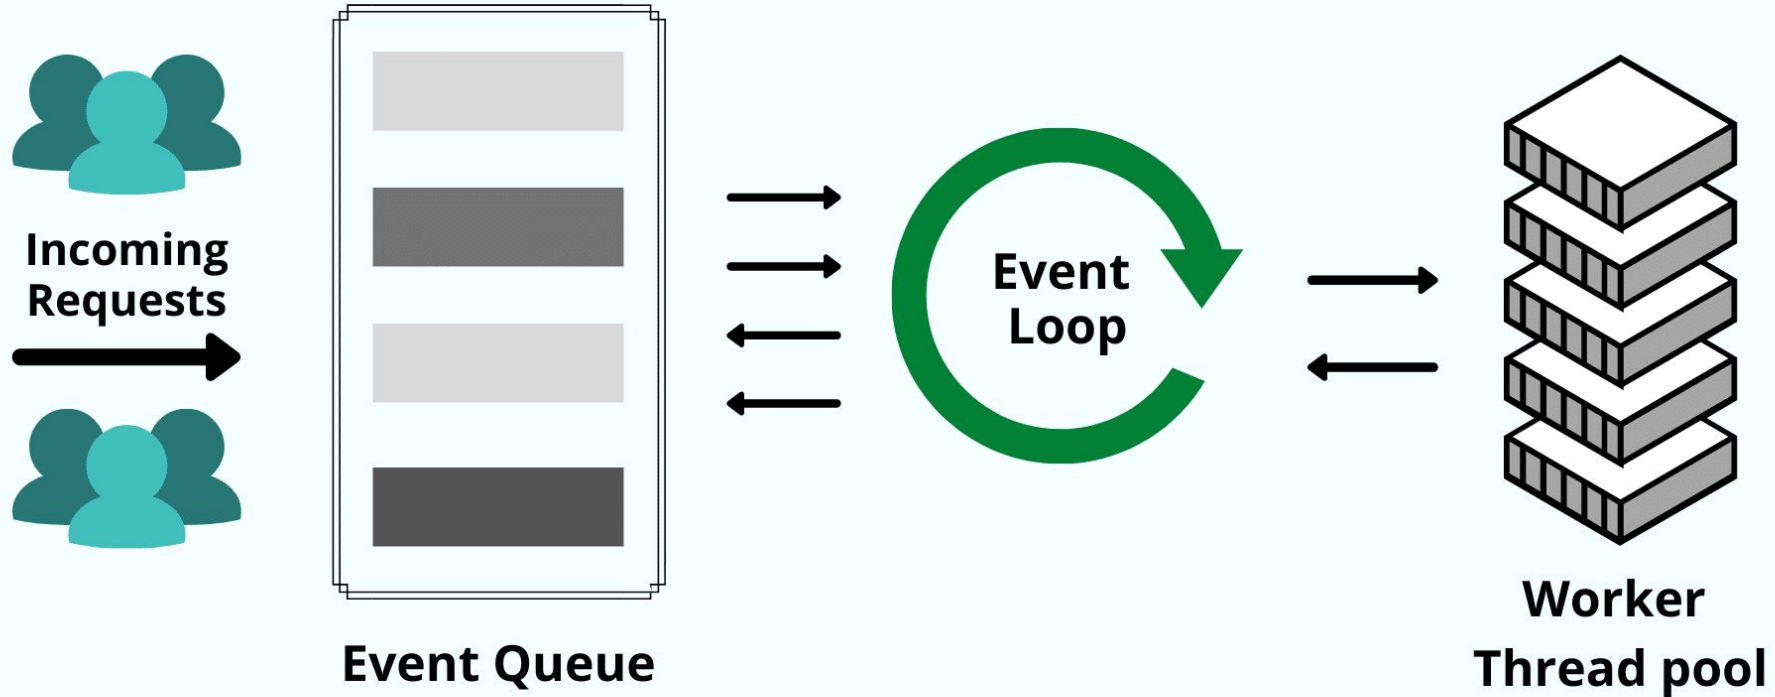 Incoming
Requests
Event Queue
Event
Loop
Worker
Thread pool